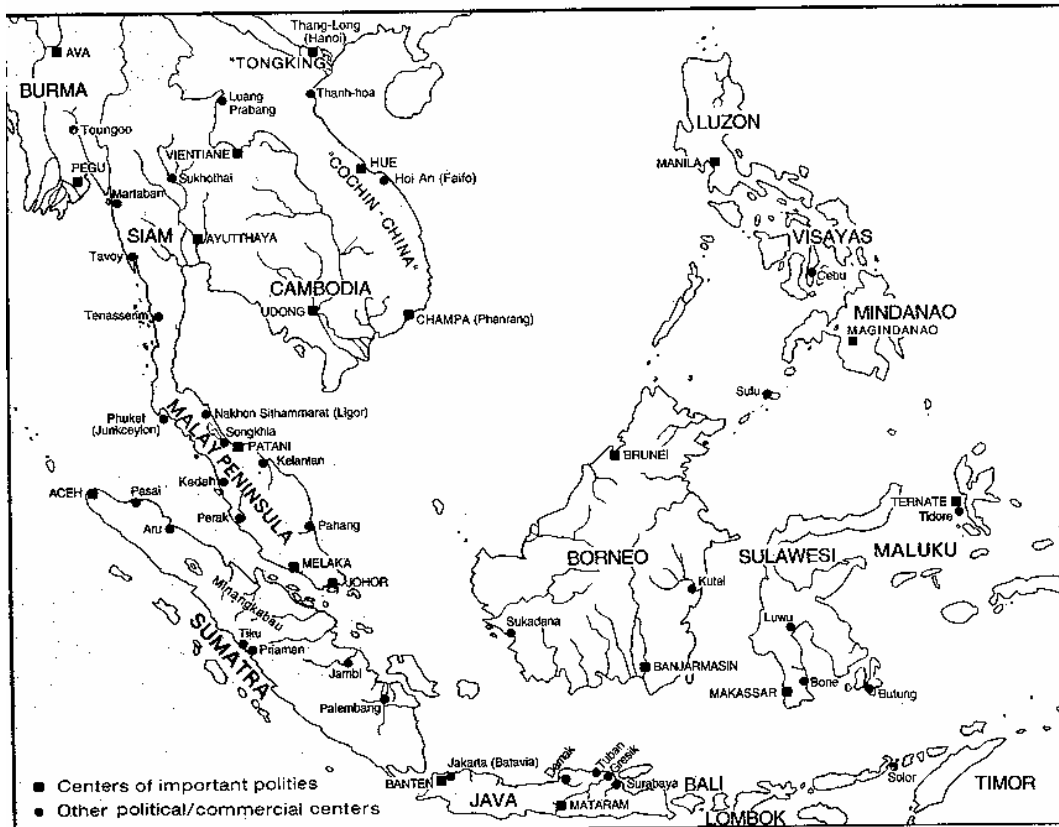 Thang-Long
(Hanoi)
AVA
"TONGKING"
BURMA
Luang
Prabang
Thanh-hoa
LUZON
Toungoo
VIENTIANE
HUE
MANILA
PEGU
Sukhothai
Hoi An (Faifo)
Martaban
"COCHIN-CHINA"
SIAM
AYUTTHAYA
VISAYAS
Tavoy
Cebu
CAMBODIA
UDONG
MINDANAO
MAGINDANAO
Tenasserim
CHAMPA (Phanrang)
Sulu
Phuket
(Junkceylon)
Nakhon Sithammarat (Ligor)
MALAY PENINSULA
Songkhla
PATANI
Kelantan
BRUNEI
Kedah
ACEH
Pasai
Perak
TERNATE
Tidore
Aru
Pahang
BORNEO
SULAWESI
MALUKU
MELAKA
JOHOR
Kutei
Minangkabau
Sukadana
Luwu
SUMATRA
Tiku
Priaman
Jambi
BANJARMASIN
MAKASSAR
Bone
Butung
Palembang
Jakarta (Batavia)
Demak
Tuban
Gresik
Solor
BANTEN
Surabaya
BALI
TIMOR
JAVA
MATARAM
LOMBOK
Centers of important polities
Other political/commercial centers